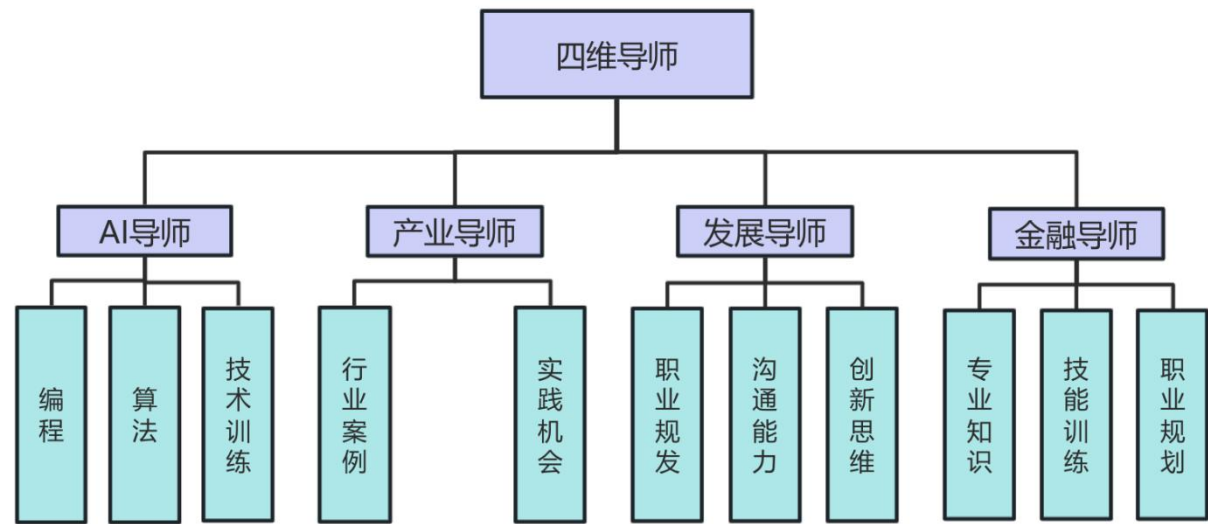 四维导师
AI导师
产业导师
发展导师
金融导师
编程
算法
技术训练
行业案例
实践机会
职业规发
沟通能力
创新思维
专业知识
技能训练
职业规划